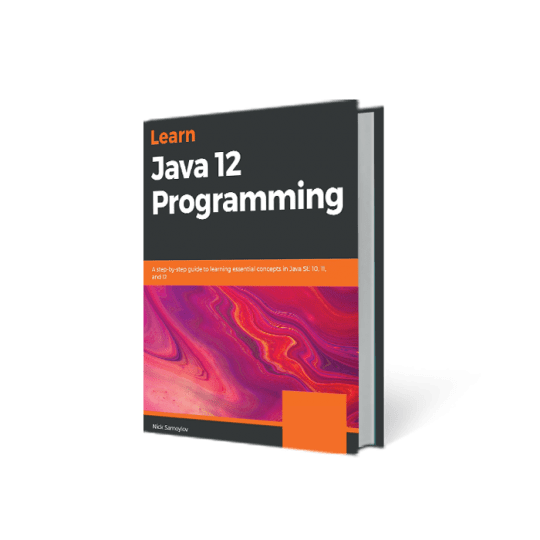 Learn
Java 12
Programming
A step-by-step guide to learning essential concepts in Java SE 10, 11,
and 12
Nick Samoylov